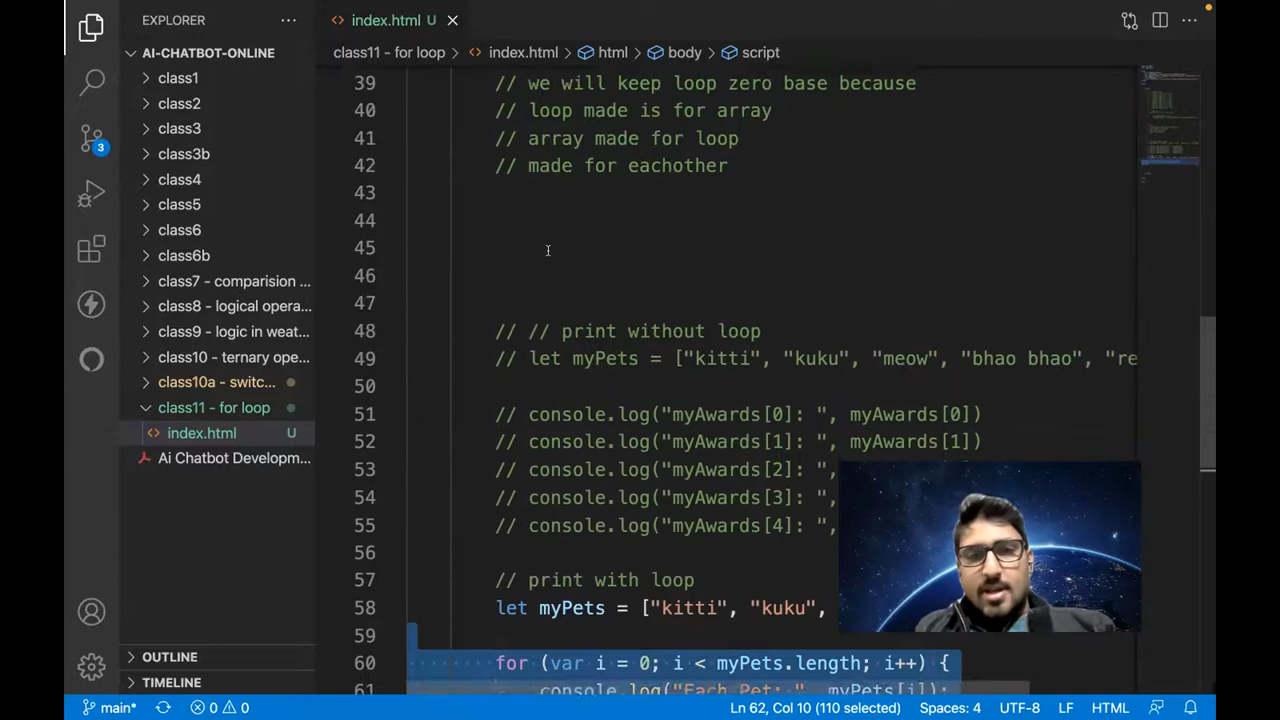 EXPLORER
AI-CHATBOT-ONLINE
class1
class2
class3
class3b
class4
class5
class6
class6b
class7 - comparision ...
class8 - logical opera...
class9 - logic in weat...
class10 - ternary ope...
class10a - switc...
class11 - for loop
index.html U
Ai Chatbot Developm...
OUTLINE
TIMELINE
3
index.html U
class11 - for loop > index.html > html > body > script
39 // we will keep loop zero base because
40 // loop made is for array
41 // array made for loop
42 // made for eachother
43
44
45
46
47
48 // // print without loop
49 // let myPets = ["kitti", "kuku", "meow", "bhao bhao", "re
50
51 // console.log("myAwards[0]: ", myAwards[0])
52 // console.log("myAwards[1]: ", myAwards[1])
53 // console.log("myAwards[2]: ",
54 // console.log("myAwards[3]: ",
55 // console.log("myAwards[4]: ",
56
57 // print with loop
58 let myPets = ["kitti", "kuku",
59
60 for (var i = 0; i < myPets.length; i++) {
61 console.log("Each Pet: ", myPets[i]);
main* 0 0 Ln 62, Col 10 (110 selected) Spaces: 4 UTF-8 LF HTML